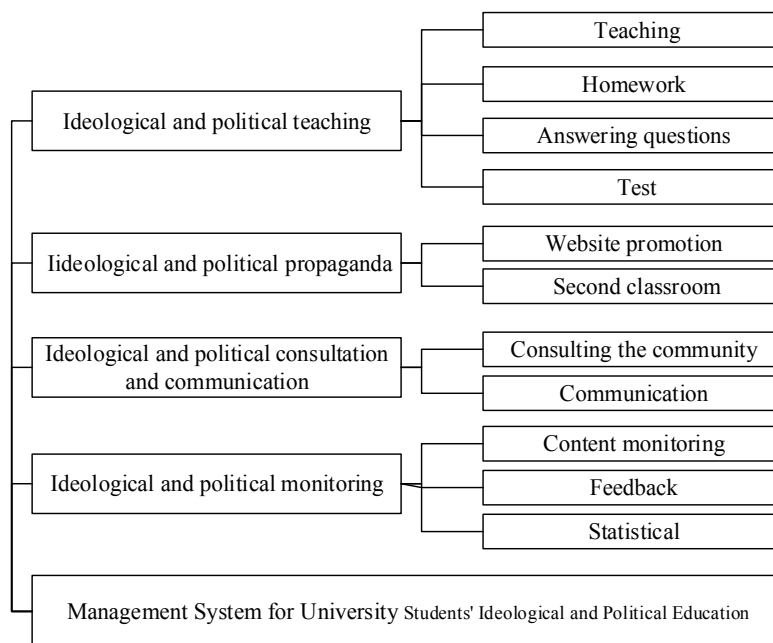 Teaching
Homework
Ideological and political teaching
Answering questions
Test
Website promotion
Iideological and political propaganda
Second classroom
Ideological and political consultation
and communication
Consulting the community
Communication
Content monitoring
Ideological and political monitoring
Feedback
Statistical
Management System for University Students' Ideological and Political Education